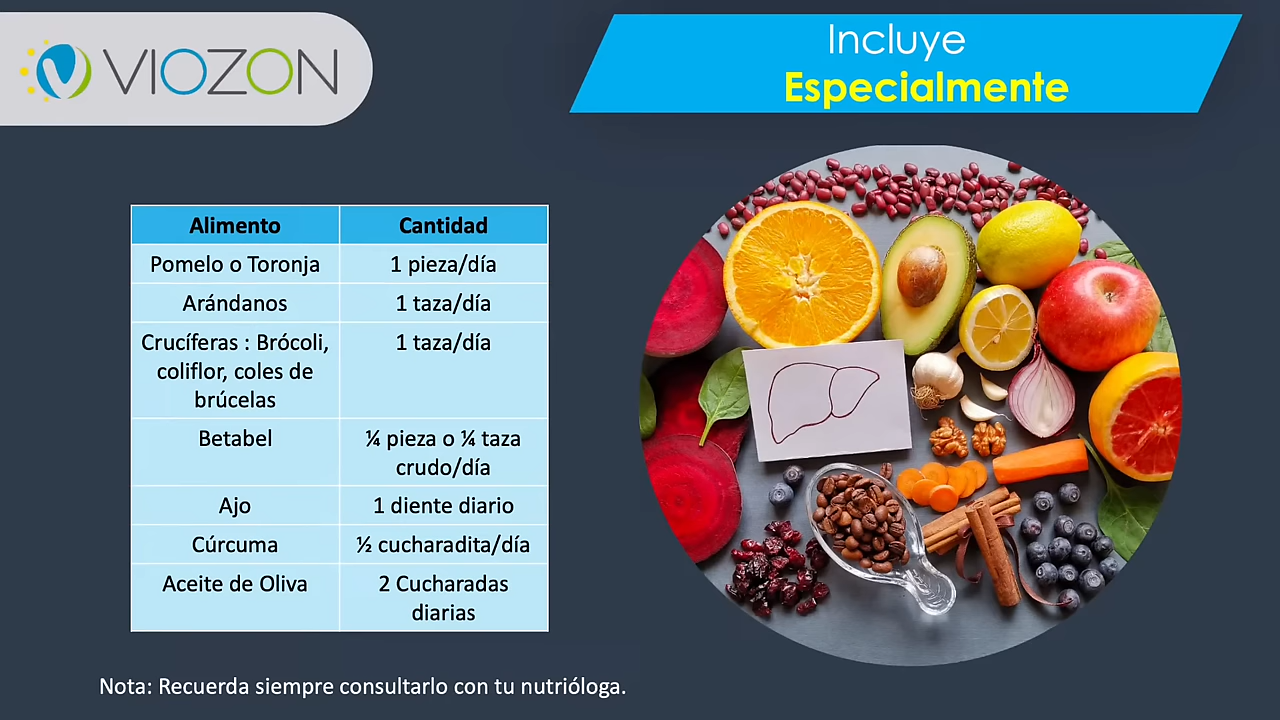 VIOZON
Incluye
Especialmente
Alimento Cantidad
Pomelo o Toronja 1 pieza/día
Arándanos 1 taza/día
Crucíferas : Brócoli, 1 taza/día
coliflor, coles de
brúcelas
Betabel ¼ pieza o ¼ taza
crudo/día
Ajo 1 diente diario
Cúrcuma ½ cucharadita/día
Aceite de Oliva 2 Cucharadas
diarias
Nota: Recuerda siempre consultarlo con tu nutrióloga.